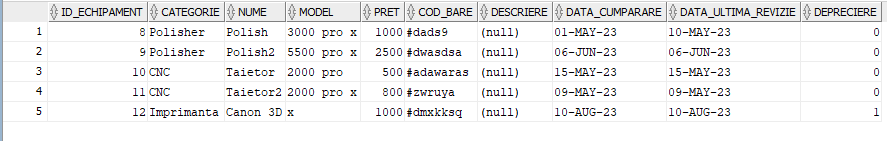 ID_ECHIPAMENT CATEGORIE NUME MODEL PRET COD_BARE DESCRIERE DATA_CUMPARARE DATA_ULTIMA_REVIZIE DEPRECIERE
1 8 Polisher Polish 3000 pro x 1000 #dads9 (null) 01-MAY-23 10-MAY-23 0
2 9 Polisher Polish2 5500 pro x 2500 #dwasdsa (null) 06-JUN-23 06-JUN-23 0
3 10 CNC Taietor 2000 pro 500 #adawaras (null) 15-MAY-23 15-MAY-23 0
4 11 CNC Taietor2 2000 pro x 800 #zwruya (null) 09-MAY-23 09-MAY-23 0
5 12 Imprimanta Canon 3D x 1000 #dmxkksq (null) 10-AUG-23 10-AUG-23 1